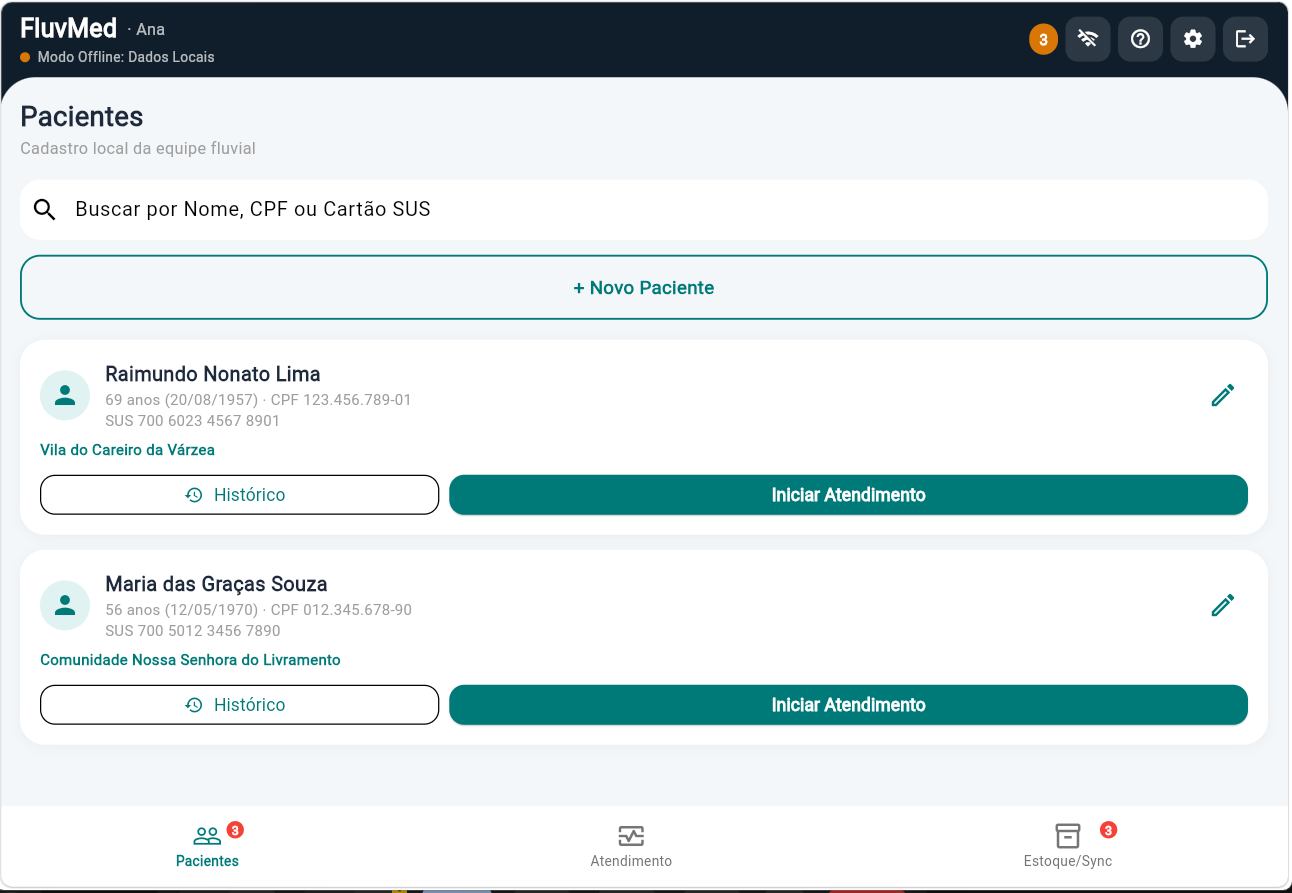 FluvMed · Ana
Modo Offline: Dados Locais
3
Pacientes
Cadastro local da equipe fluvial
Buscar por Nome, CPF ou Cartão SUS
+ Novo Paciente
Raimundo Nonato Lima
69 anos (20/08/1957) · CPF 123.456.789-01
SUS 700 6023 4567 8901
Vila do Careiro da Várzea
Histórico
Iniciar Atendimento
Maria das Graças Souza
56 anos (12/05/1970) · CPF 012.345.678-90
SUS 700 5012 3456 7890
Comunidade Nossa Senhora do Livramento
Histórico
Iniciar Atendimento
3
Pacientes
Atendimento
3
Estoque/Sync